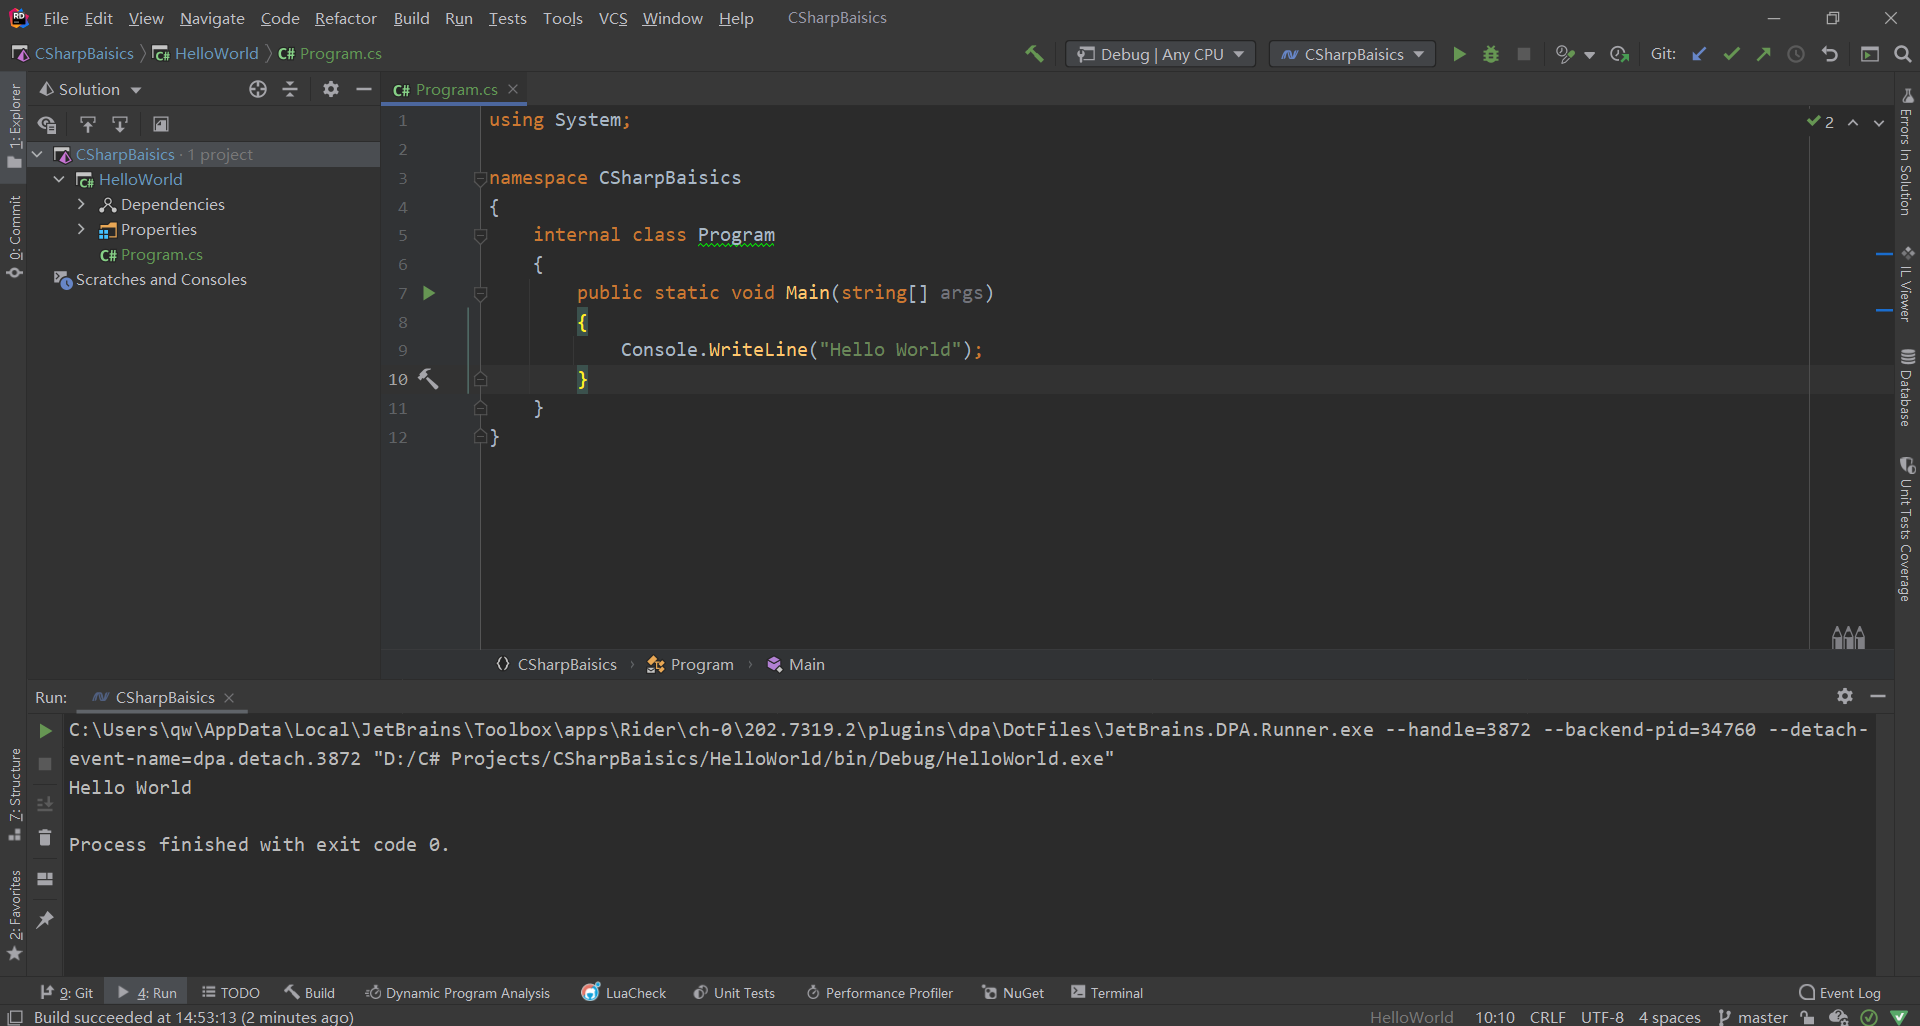 File Edit View Navigate Code Refactor Build Run Tests Tools VCS Window Help CSharpBaisics
CSharpBaisics HelloWorld C# Program.cs
Debug | Any CPU CSharpBaisics Git:
1: Explorer
0: Commit
7: Structure
2: Favorites
Solution
CSharpBaisics · 1 project
C# HelloWorld
Dependencies
Properties
C# Program.cs
Scratches and Consoles
C# Program.cs
1 using System;
2
3 namespace CSharpBaisics
4 {
5 internal class Program
6 {
7 public static void Main(string[] args)
8 {
9 Console.WriteLine("Hello World");
10 }
11 }
12 }
2
Errors In Solution
IL Viewer
Database
Unit Tests Coverage
CSharpBaisics Program Main
Run: CSharpBaisics
C:\Users\qw\AppData\Local\JetBrains\Toolbox\apps\Rider\ch-0\202.7319.2\plugins\dpa\DotFiles\JetBrains.DPA.Runner.exe --handle=3872 --backend-pid=34760 --detach-
event-name=dpa.detach.3872 "D:/C# Projects/CSharpBaisics/HelloWorld/bin/Debug/HelloWorld.exe"
Hello World
Process finished with exit code 0.
9: Git 4: Run TODO Build Dynamic Program Analysis LuaCheck Unit Tests Performance Profiler NuGet Terminal Event Log
Build succeeded at 14:53:13 (2 minutes ago) HelloWorld 10:10 CRLF UTF-8 4 spaces master